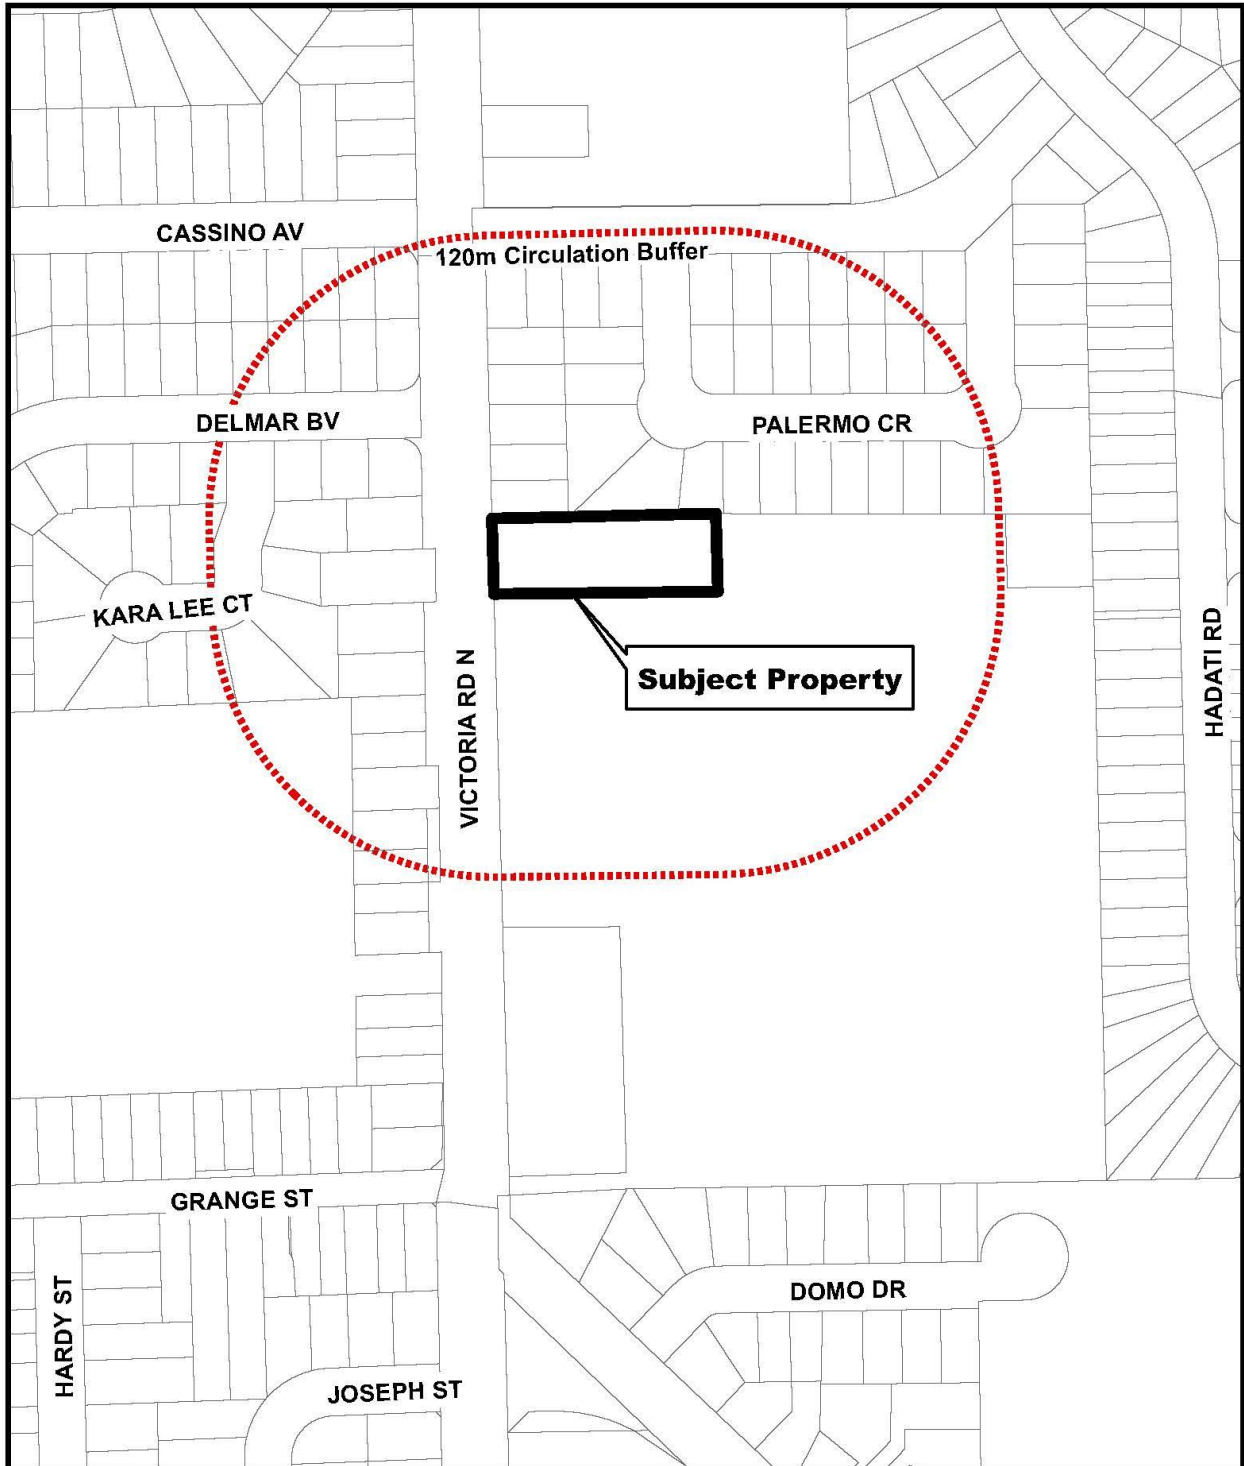 CASSINO AV
120m Circulation Buffer
DELMAR BV
PALERMO CR
KARA LEE CT
Subject Property
VICTORIA RD N
HADATI RD
GRANGE ST
DOMO DR
HARDY ST
JOSEPH ST